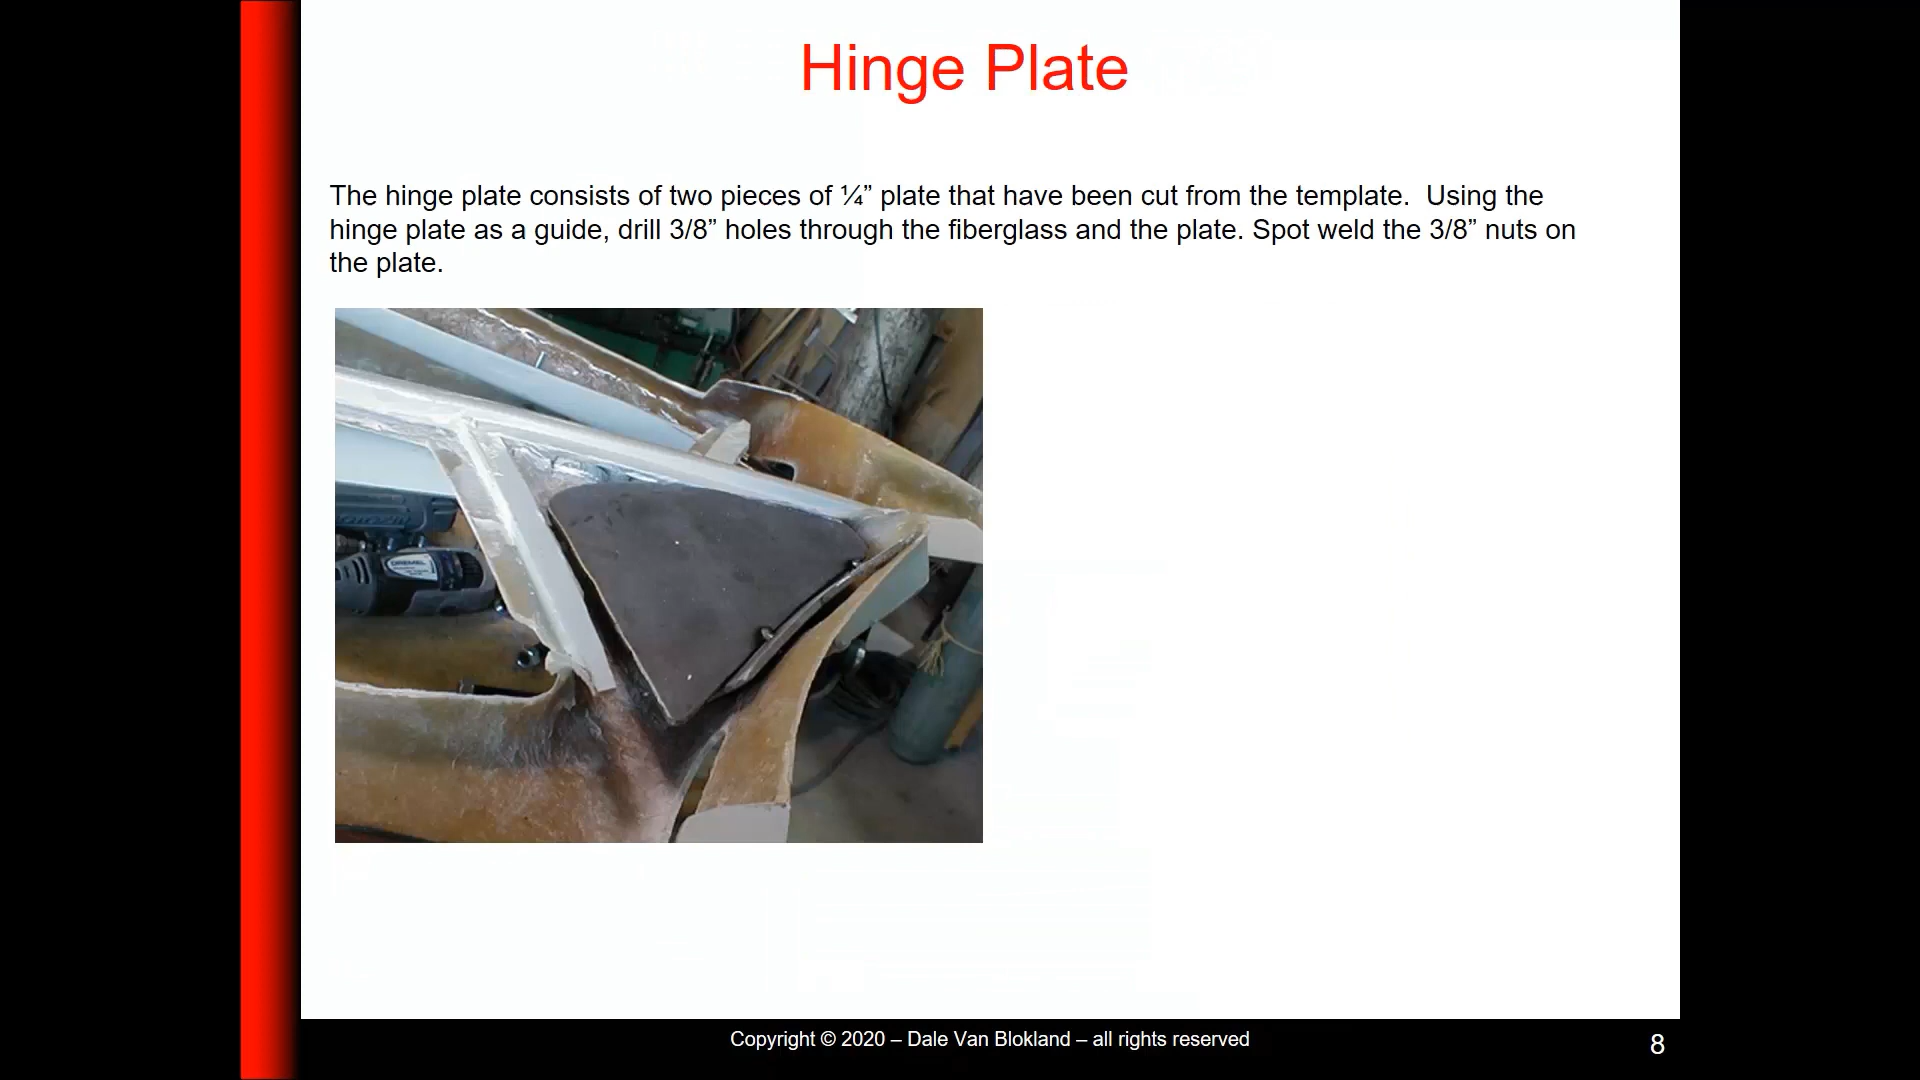 Hinge Plate
The hinge plate consists of two pieces of ¼” plate that have been cut from the template.  Using the
hinge plate as a guide, drill 3/8” holes through the fiberglass and the plate. Spot weld the 3/8” nuts on
the plate.
DREMEL
Copyright © 2020 – Dale Van Blokland – all rights reserved
8